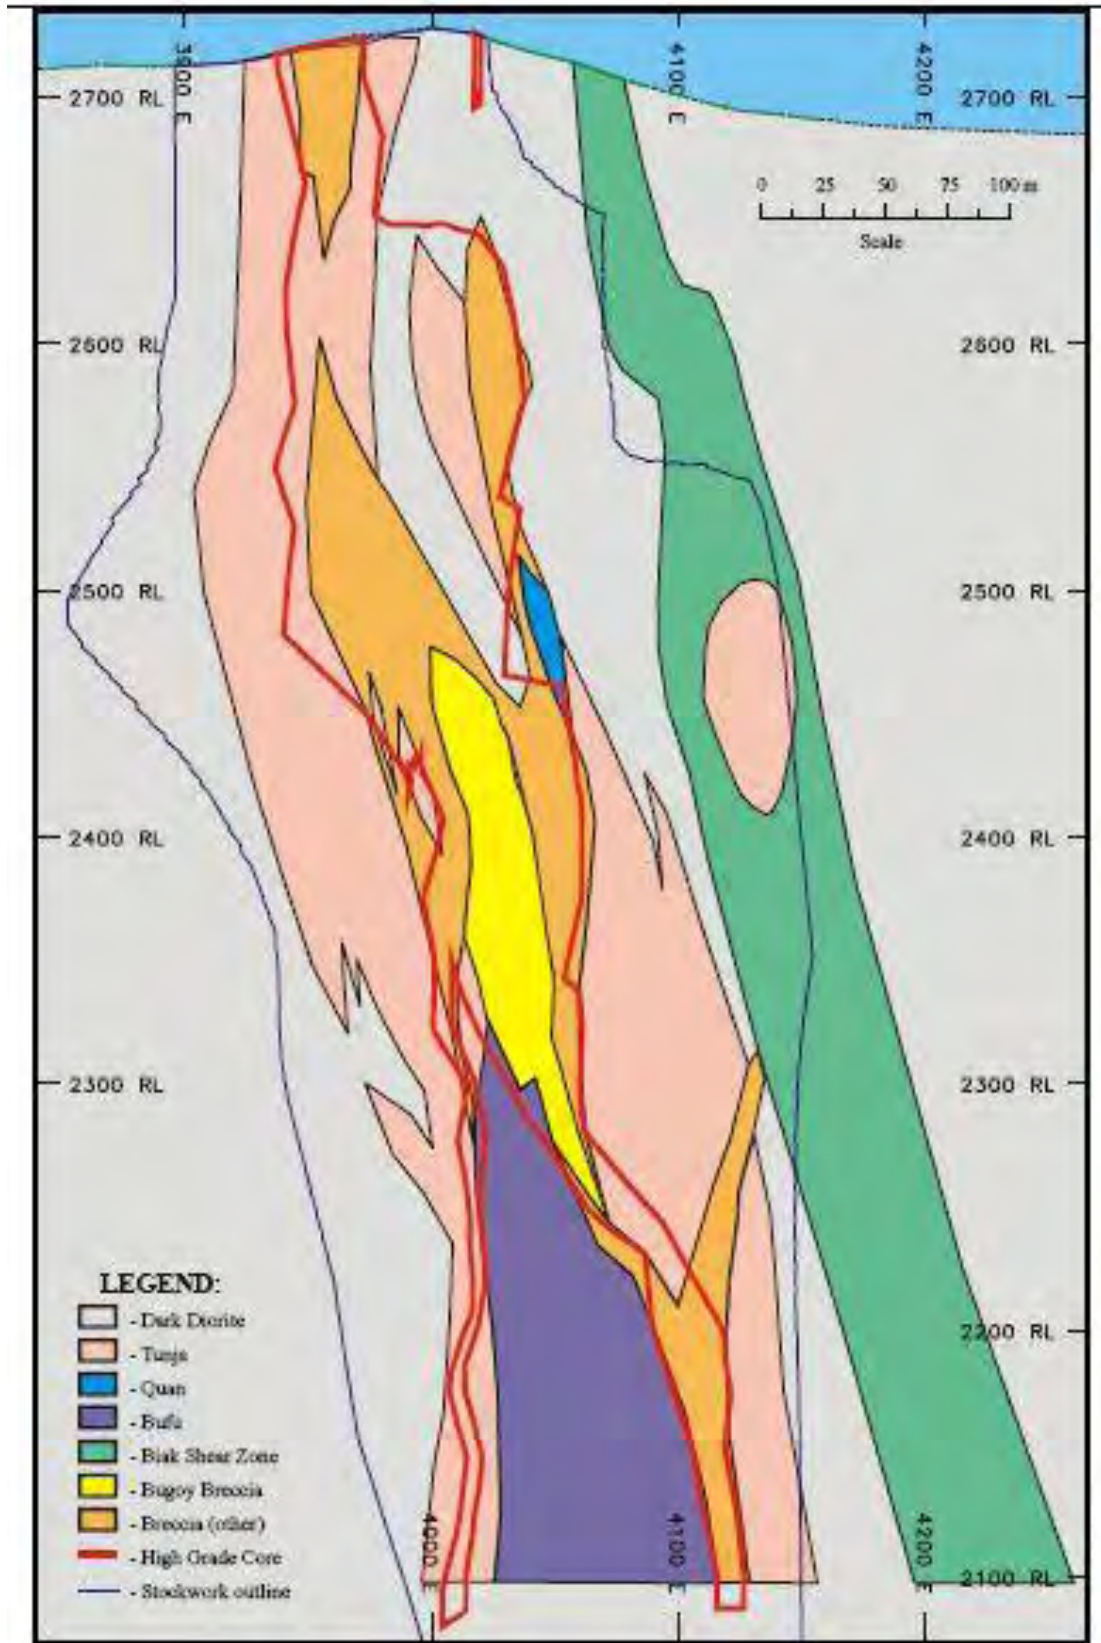 3900 E
4100 E
4200 E
2700 RL
2700 RL
0 25 50 75 100 m
Scale
2600 RL
2600 RL
2500 RL
2500 RL
2400 RL
2400 RL
2300 RL
2300 RL
LEGEND:
- Dark Diorite
- Tunja
- Quan
- Bufu
- Biak Shear Zone
- Bugoy Breccia
- Breccia (other)
- High Grade Core
- Stockwork outline
2200 RL
4000 E
4100 E
4200 E
2100 RL